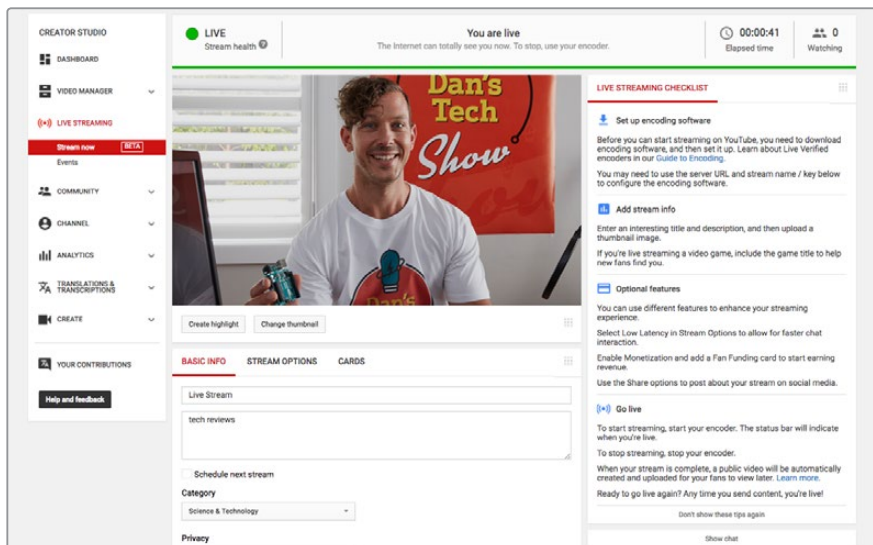 CREATOR STUDIO
DASHBOARD
VIDEO MANAGER
LIVE STREAMING
Stream now BETA
Events
COMMUNITY
CHANNEL
ANALYTICS
TRANSLATIONS &
TRANSCRIPTIONS
CREATE
YOUR CONTRIBUTIONS
Help and feedback
LIVE
Stream health ?
You are live
The Internet can totally see you now. To stop, use your encoder.
00:00:41
Elapsed time
0
Watching
Dan's
Tech
Show
Dan's
Create highlight
Change thumbnail
BASIC INFO
STREAM OPTIONS
CARDS
Live Stream
tech reviews
Schedule next stream
Category
Science & Technology
Privacy
LIVE STREAMING CHECKLIST
Set up encoding software
Before you can start streaming on YouTube, you need to download
encoding software, and then set it up. Learn about Live Verified
encoders in our Guide to Encoding.
You may need to use the server URL and stream name / key below
to configure the encoding software.
Add stream info
Enter an interesting title and description, and then upload a
thumbnail image.
If you're live streaming a video game, include the game title to help
new fans find you.
Optional features
You can use different features to enhance your streaming
experience.
Select Low Latency in Stream Options to allow for faster chat
interaction.
Enable Monetization and add a Fan Funding card to start earning
revenue.
Use the Share options to post about your stream on social media.
Go live
To start streaming, start your encoder. The status bar will indicate
when you're live.
To stop streaming, stop your encoder.
When your stream is complete, a public video will be automatically
created and uploaded for your fans to view later. Learn more.
Ready to go live again? Any time you send content, you're live!
Don't show these tips again
Show chat